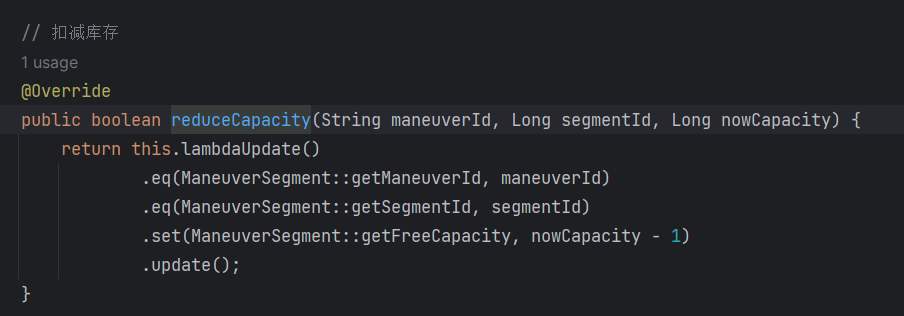 // 扣减库存
1 usage
@Override
public boolean reduceCapacity(String maneuverId, Long segmentId, Long nowCapacity) {
return this.lambdaUpdate()
.eq(ManeuverSegment::getManeuverId, maneuverId)
.eq(ManeuverSegment::getSegmentId, segmentId)
.set(ManeuverSegment::getFreeCapacity, nowCapacity - 1)
.update();
}